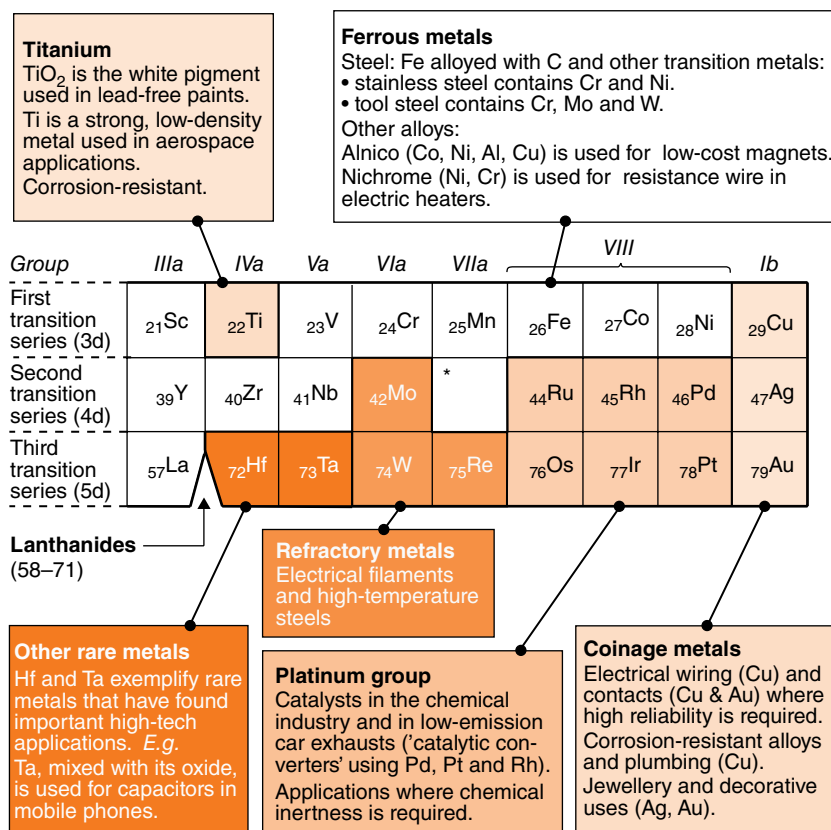 Titanium
TiO2 is the white pigment
used in lead-free paints.
Ti is a strong, low-density
metal used in aerospace
applications.
Corrosion-resistant.
Ferrous metals
Steel: Fe alloyed with C and other transition metals:
• stainless steel contains Cr and Ni.
• tool steel contains Cr, Mo and W.
Other alloys:
Alnico (Co, Ni, Al, Cu) is used for low-cost magnets.
Nichrome (Ni, Cr) is used for resistance wire in
electric heaters.
Group IIIa IVa Va VIa VIIa VIII Ib
First
transition
series (3d)
21Sc 22Ti 23V 24Cr 25Mn 26Fe 27Co 28Ni 29Cu
Second
transition
series (4d)
39Y 40Zr 41Nb 42Mo * 44Ru 45Rh 46Pd 47Ag
Third
transition
series (5d)
57La 72Hf 73Ta 74W 75Re 76Os 77Ir 78Pt 79Au
Lanthanides
(58–71)
Refractory metals
Electrical filaments
and high-temperature
steels
Other rare metals
Hf and Ta exemplify rare
metals that have found
important high-tech
applications. E.g.
Ta, mixed with its oxide,
is used for capacitors in
mobile phones.
Platinum group
Catalysts in the chemical
industry and in low-emission
car exhausts ('catalytic con-
verters' using Pd, Pt and Rh).
Applications where chemical
inertness is required.
Coinage metals
Electrical wiring (Cu) and
contacts (Cu & Au) where
high reliability is required.
Corrosion-resistant alloys
and plumbing (Cu).
Jewellery and decorative
uses (Ag, Au).